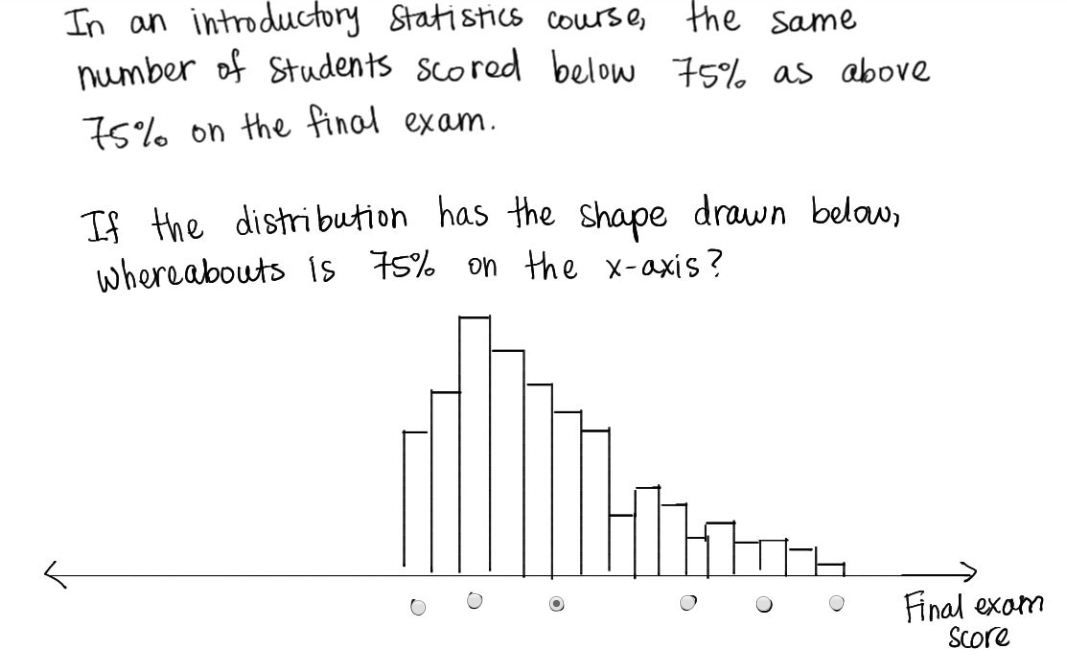 In an introductory statistics course, the same
number of students scored below 75% as above
75% on the final exam.
If the distribution has the shape drawn below,
whereabouts is 75% on the x-axis?
Final exam
score